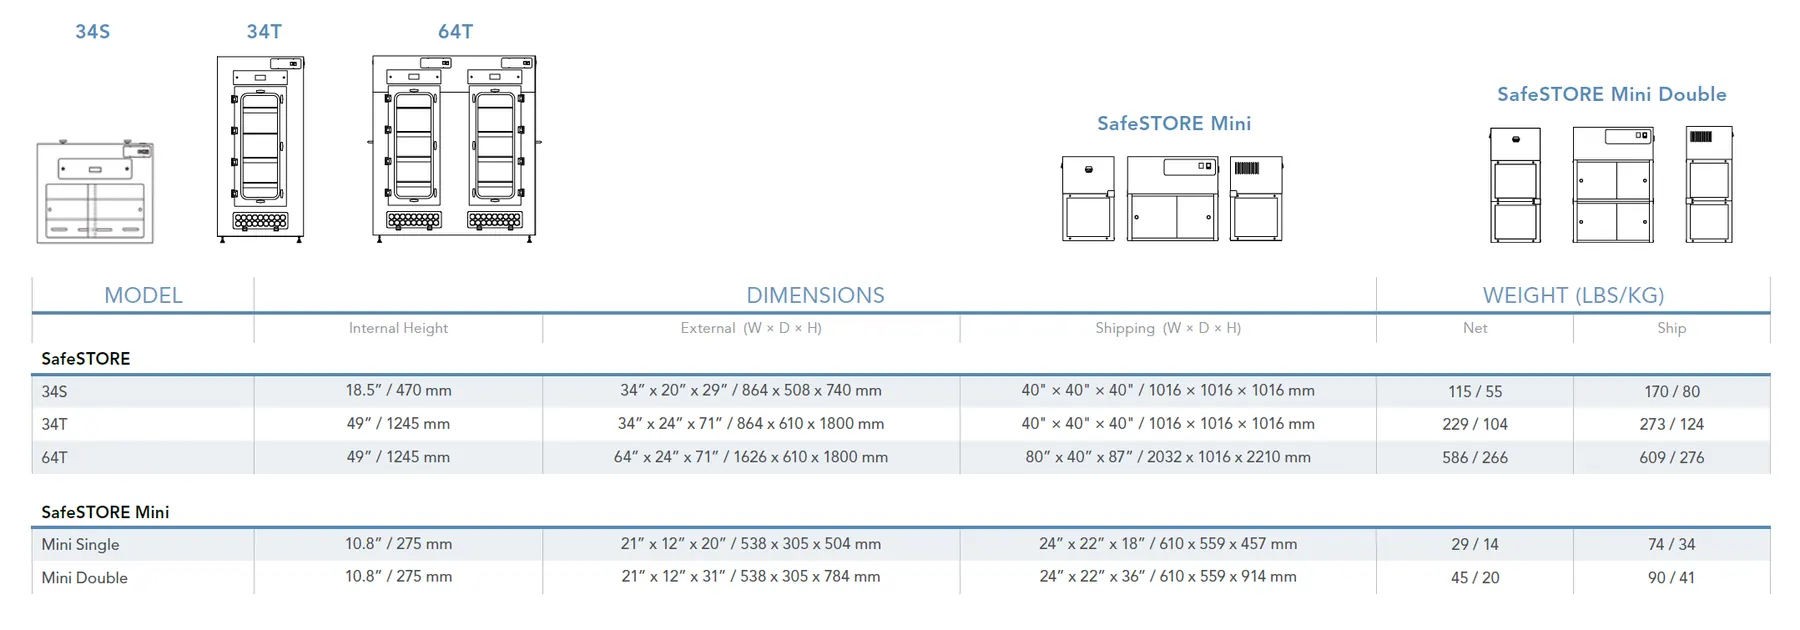 34S
34T
64T
SafeSTORE Mini
SafeSTORE Mini Double
MODEL DIMENSIONS WEIGHT (LBS/KG)
Internal Height External (W × D × H) Shipping (W × D × H) Net Ship
SafeSTORE
34S 18.5” / 470 mm 34” x 20” x 29” / 864 x 508 x 740 mm 40" × 40" × 40" / 1016 × 1016 × 1016 mm 115 / 55 170 / 80
34T 49” / 1245 mm 34” x 24” x 71” / 864 x 610 x 1800 mm 40" × 40" × 40" / 1016 × 1016 × 1016 mm 229 / 104 273 / 124
64T 49” / 1245 mm 64” x 24” x 71” / 1626 x 610 x 1800 mm 80” x 40” x 87” / 2032 x 1016 x 2210 mm 586 / 266 609 / 276
SafeSTORE Mini
Mini Single 10.8” / 275 mm 21” x 12” x 20” / 538 x 305 x 504 mm 24” x 22” x 18” / 610 x 559 x 457 mm 29 / 14 74 / 34
Mini Double 10.8” / 275 mm 21” x 12” x 31” / 538 x 305 x 784 mm 24” x 22” x 36” / 610 x 559 x 914 mm 45 / 20 90 / 41